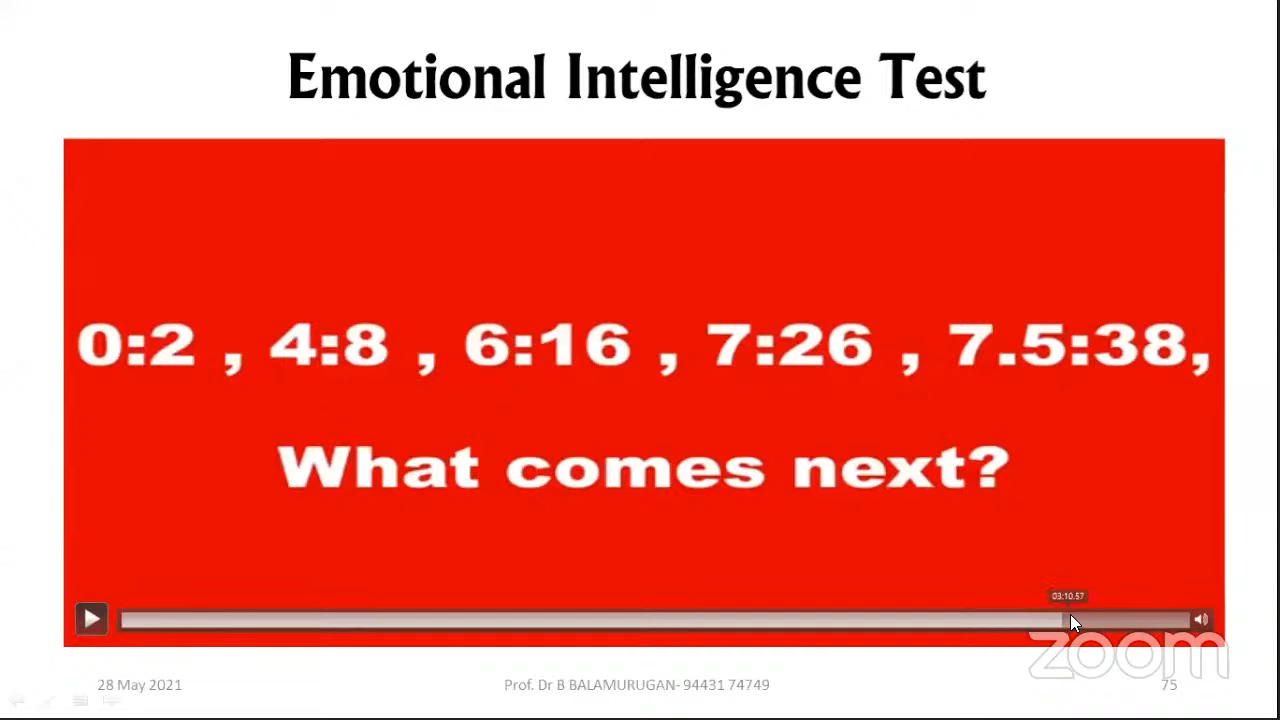 Emotional Intelligence Test
0:2 , 4:8 , 6:16 , 7:26 , 7.5:38,
What comes next?
03:10.57
zoom
28 May 2021
Prof. Dr B BALAMURUGAN- 94431 74749
75